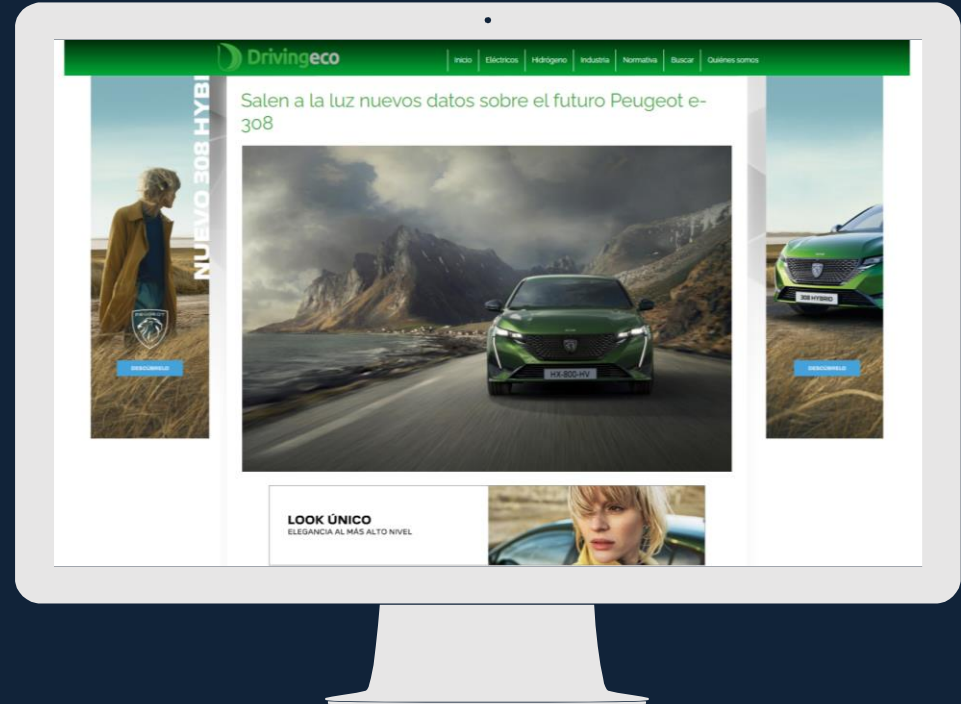 Drivingeco
Inicio
Eléctricos
Hidrógeno
Industria
Normativa
Buscar
Quiénes somos
Salen a la luz nuevos datos sobre el futuro Peugeot e-
308
NUEVO 308 HYBRI
PEUGEOT
DESCÚBRELO
HX-800-HV
308 HYBRID
DESCÚBRELO
LOOK ÚNICO
ELEGANCIA AL MÁS ALTO NIVEL